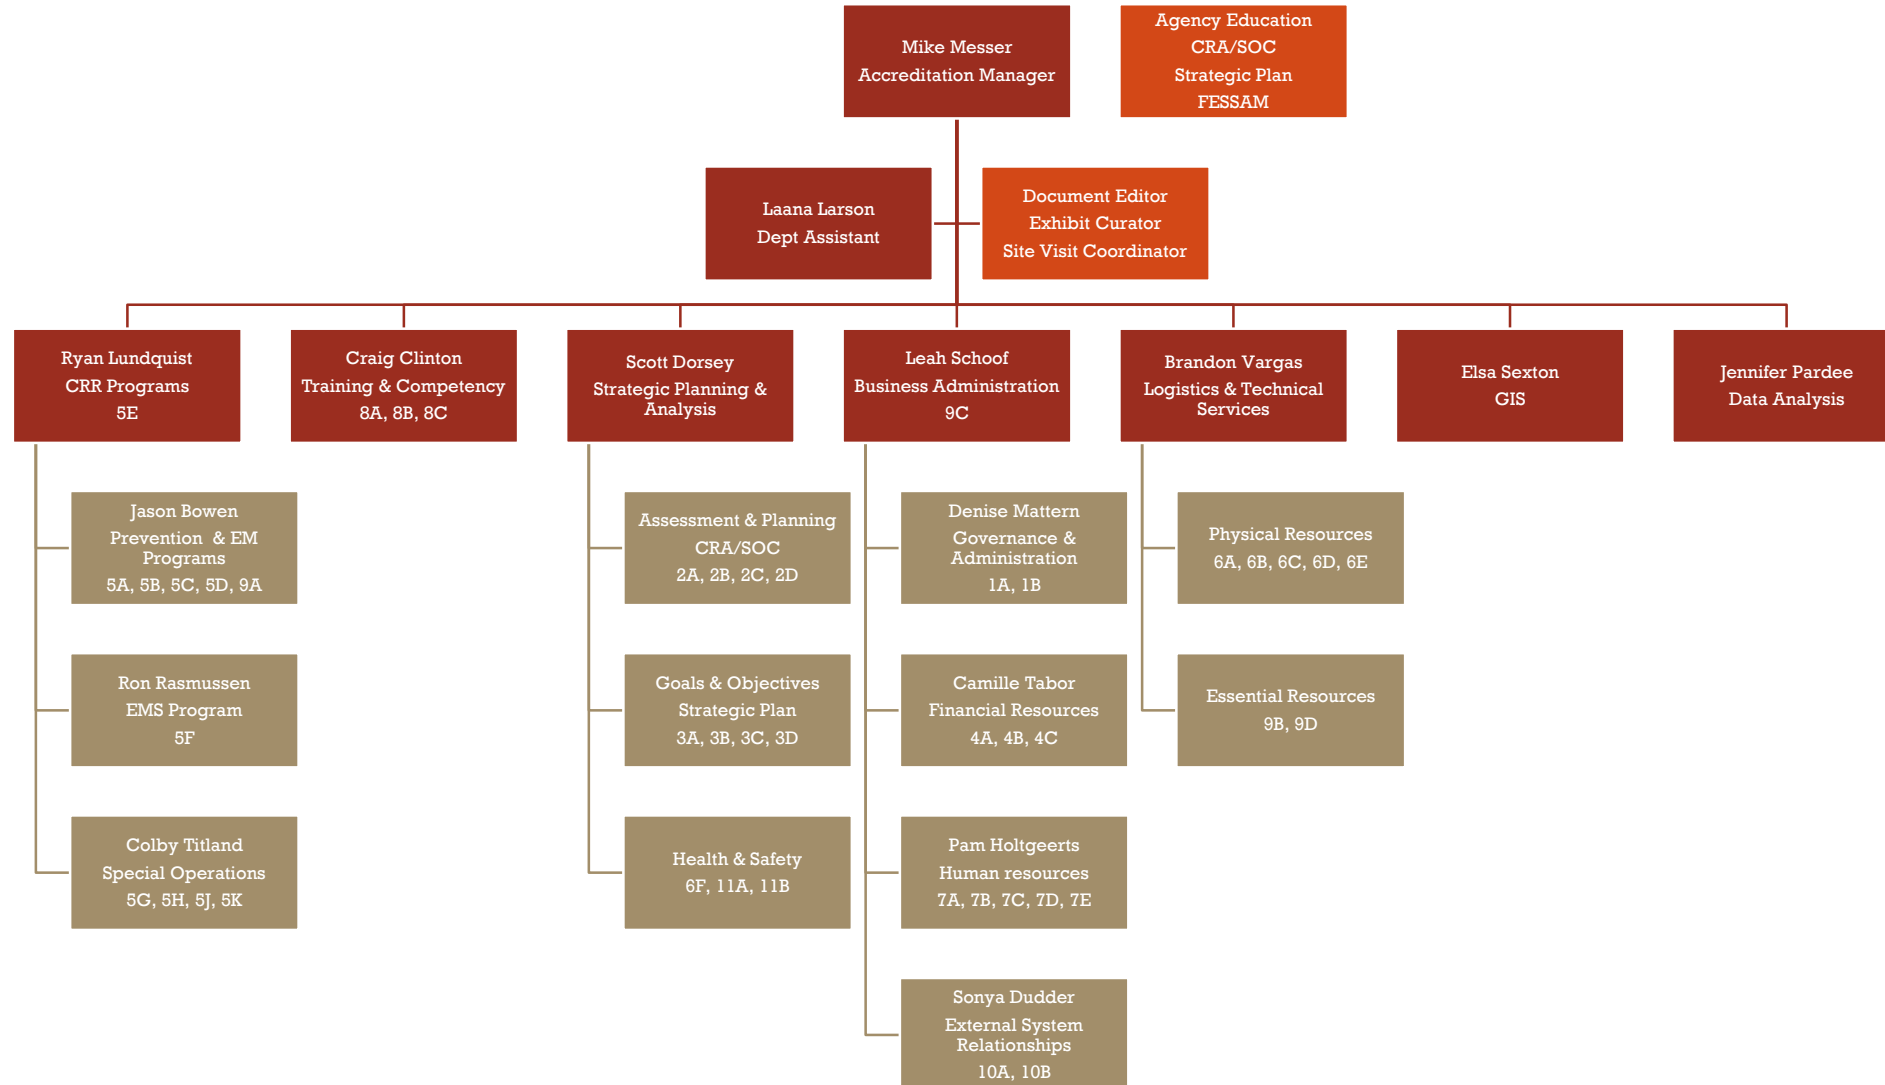 Mike Messer
Accreditation Manager
Agency Education
CRA/SOC
Strategic Plan
FESSAM
Laana Larson
Dept Assistant
Document Editor
Exhibit Curator
Site Visit Coordinator
Ryan Lundquist
CRR Programs
5E
Craig Clinton
Training & Competency
8A, 8B, 8C
Scott Dorsey
Strategic Planning &
Analysis
Leah Schoof
Business Administration
9C
Brandon Vargas
Logistics & Technical
Services
Elsa Sexton
GIS
Jennifer Pardee
Data Analysis
Jason Bowen
Prevention & EM
Programs
5A, 5B, 5C, 5D, 9A
Assessment & Planning
CRA/SOC
2A, 2B, 2C, 2D
Denise Mattern
Governance &
Administration
1A, 1B
Physical Resources
6A, 6B, 6C, 6D, 6E
Ron Rasmussen
EMS Program
5F
Goals & Objectives
Strategic Plan
3A, 3B, 3C, 3D
Camille Tabor
Financial Resources
4A, 4B, 4C
Essential Resources
9B, 9D
Colby Titland
Special Operations
5G, 5H, 5J, 5K
Health & Safety
6F, 11A, 11B
Pam Holtgeerts
Human resources
7A, 7B, 7C, 7D, 7E
Sonya Dudder
External System
Relationships
10A, 10B